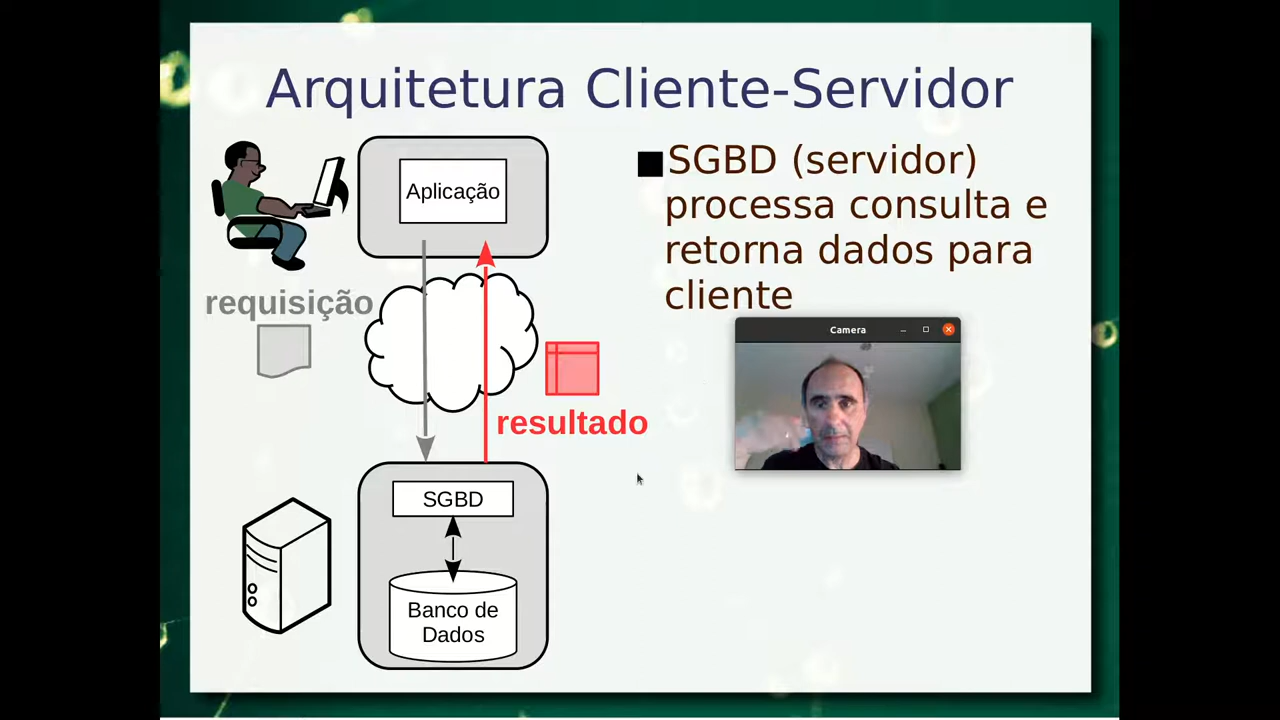 Arquitetura Cliente-Servidor
Aplicação
SGBD (servidor)
processa consulta e
retorna dados para
cliente
requisição
Camera
resultado
SGBD
Banco de
Dados